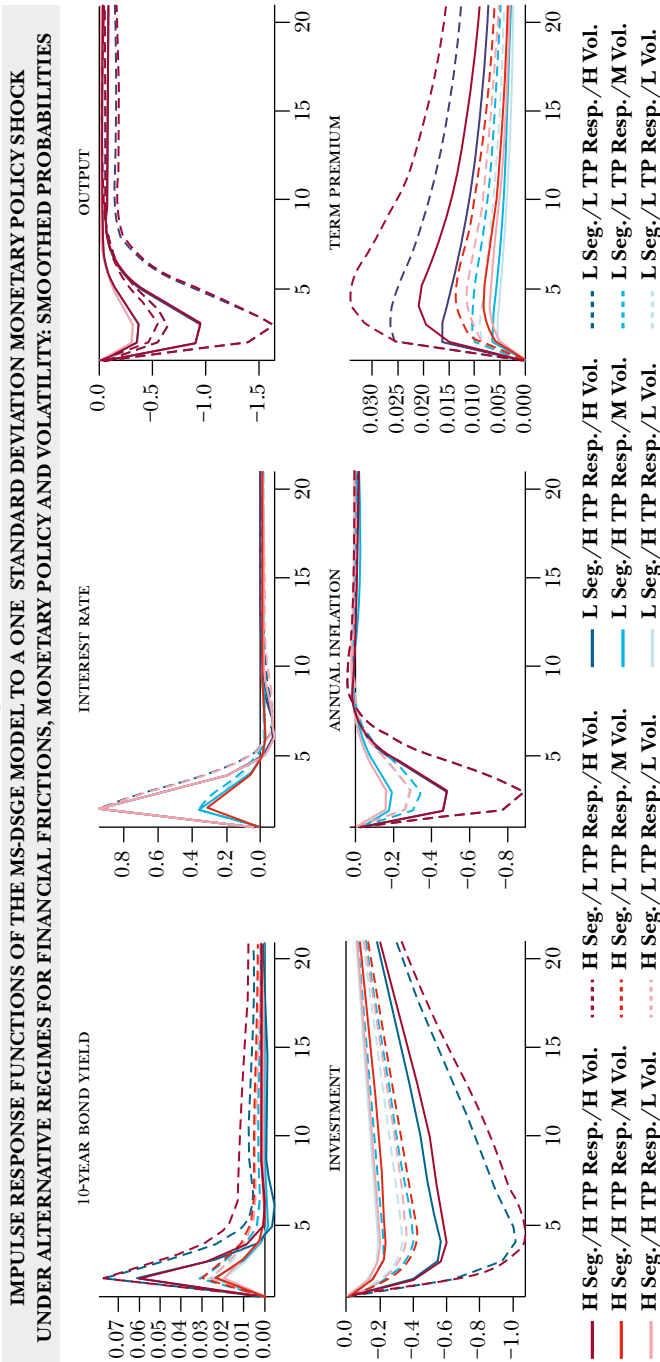 IMPULSE RESPONSE FUNCTIONS OF THE MS-DSGE MODEL TO A ONE STANDARD DEVIATION MONETARY POLICY SHOCK
UNDER ALTERNATIVE REGIMES FOR FINANCIAL FRICTIONS, MONETARY POLICY AND VOLATILITY: SMOOTHED PROBABILITIES
10-YEAR BOND YIELD
0.07
0.06
0.05
0.04
0.03
0.02
0.01
0.00
5 10 15 20
INTEREST RATE
0.8
0.6
0.4
0.2
0.0
5 10 15 20
OUTPUT
0.0
−0.5
−1.0
−1.5
5 10 15 20
INVESTMENT
0.0
−0.2
−0.4
−0.6
−0.8
−1.0
5 10 15 20
ANNUAL INFLATION
0.0
−0.2
−0.4
−0.6
−0.8
5 10 15 20
TERM PREMIUM
0.030
0.025
0.020
0.015
0.010
0.005
0.000
5 10 15 20
H Seg./H TP Resp./H Vol. H Seg./L TP Resp./H Vol. L Seg./H TP Resp./H Vol. L Seg./L TP Resp./H Vol.
H Seg./H TP Resp./M Vol. H Seg./L TP Resp./M Vol. L Seg./H TP Resp./M Vol. L Seg./L TP Resp./M Vol.
H Seg./H TP Resp./L Vol. H Seg./L TP Resp./L Vol. L Seg./H TP Resp./L Vol. L Seg./L TP Resp./L Vol.